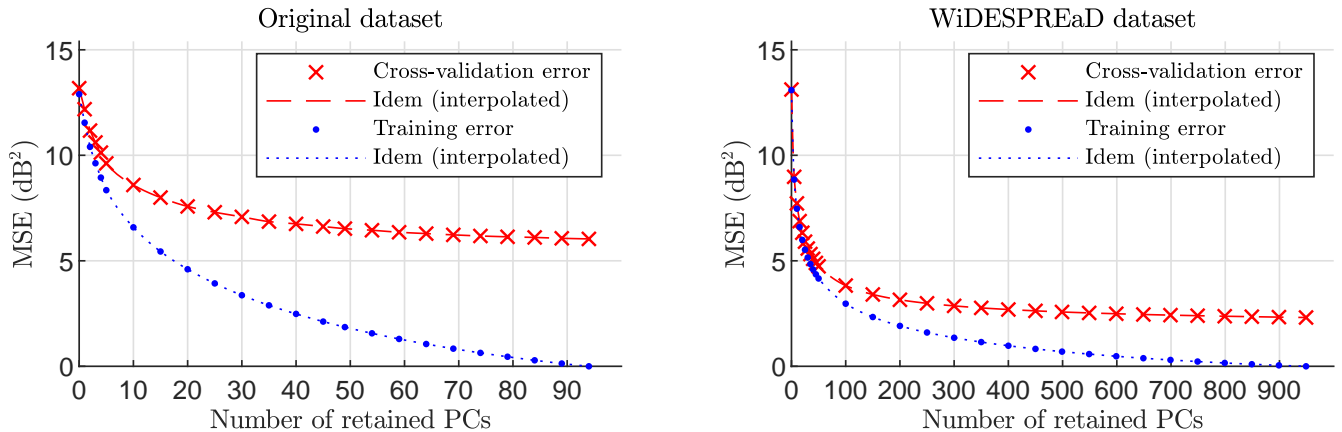 Original dataset
15
10
5
0
MSE (dB²)
Cross-validation error
Idem (interpolated)
Training error
Idem (interpolated)
0 10 20 30 40 50 60 70 80 90
Number of retained PCs
WiDESPREaD dataset
15
10
5
0
MSE (dB²)
Cross-validation error
Idem (interpolated)
Training error
Idem (interpolated)
0 100 200 300 400 500 600 700 800 900
Number of retained PCs